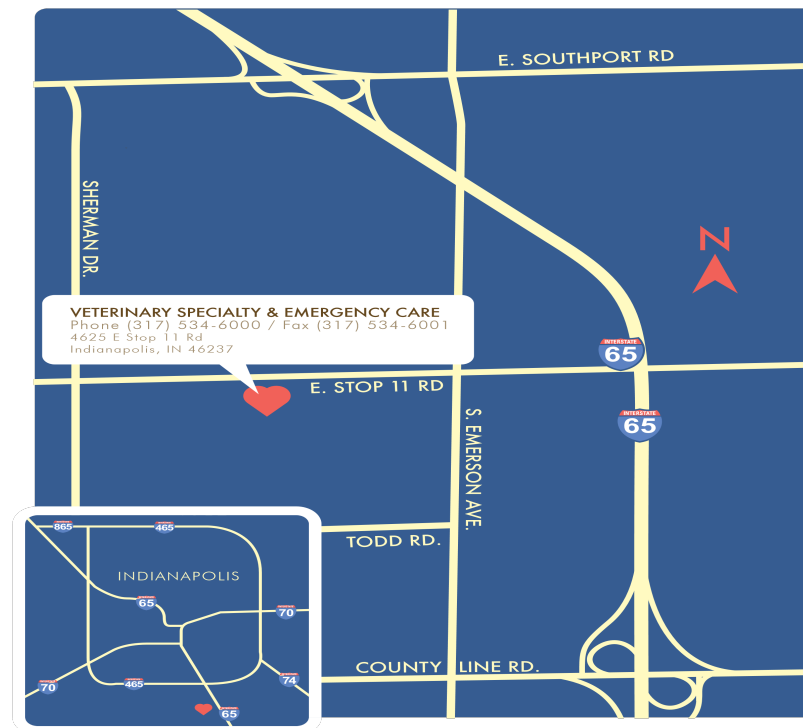 E. SOUTHPORT RD
SHERMAN DR.
N
VETERINARY SPECIALTY & EMERGENCY CARE
Phone (317) 534-6000 / Fax (317) 534-6001
4625 E Stop 11 Rd
Indianapolis, IN 46237
INTERSTATE
65
E. STOP 11 RD
INTERSTATE
65
S. EMERSON AVE.
TODD RD.
COUNTY LINE RD.
865
465
INDIANAPOLIS
65
70
70
465
74
65